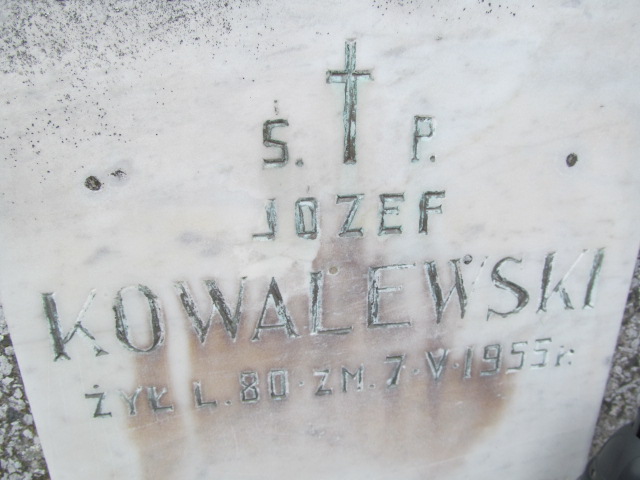 Ś. P.
JÓZEF
KOWALEWSKI
ŻYŁ L. 80 · ZM. 7 · V · 1955 r.